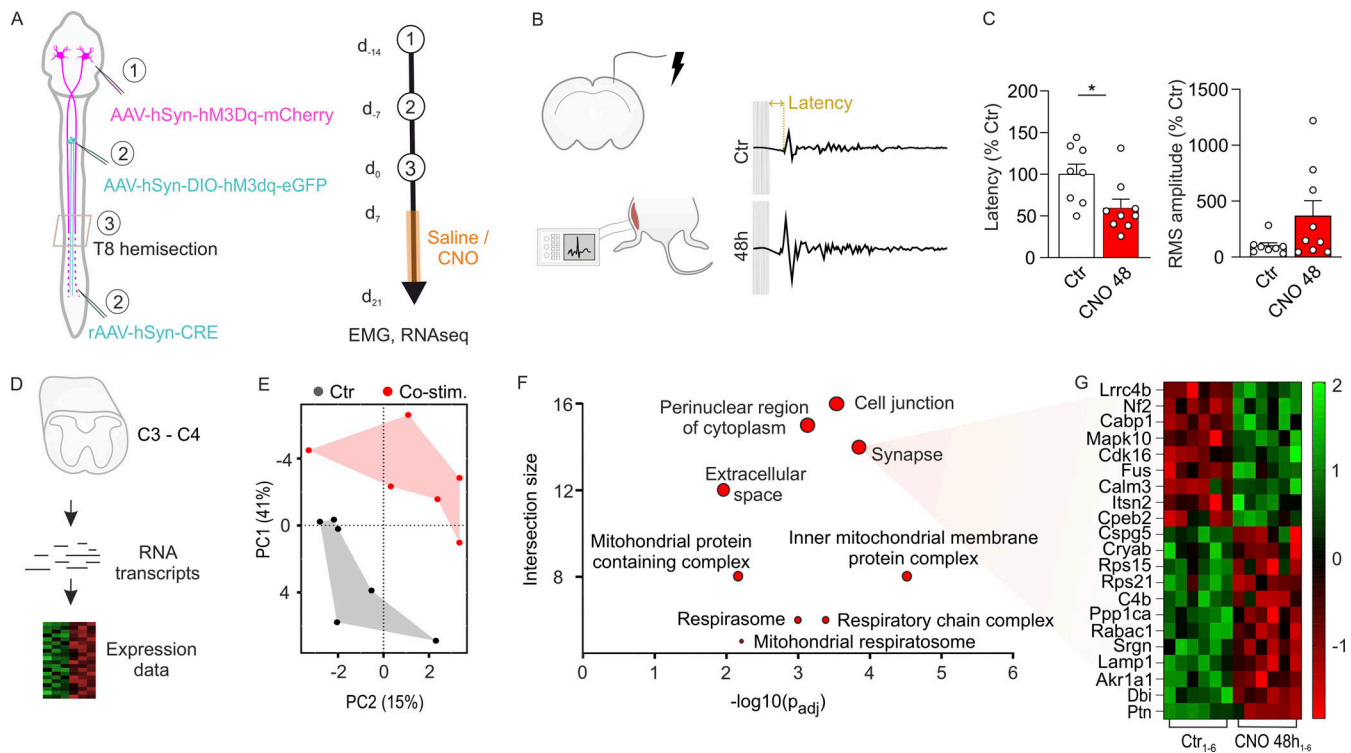 A
1
AAV-hSyn-hM3Dq-mCherry
2
AAV-hSyn-DIO-hM3dq-eGFP
3
T8 hemisection
2
rAAV-hSyn-CRE
d-14
1
d-7
2
d0
3
d7
Saline /
CNO
d21
EMG, RNAseq
B
Latency
Ctr
48h
C
Latency (% Ctr)
200
150
100
50
0
*
Ctr
CNO 48
RMS amplitude (% Ctr)
1500
1000
500
0
Ctr
CNO 48
D
C3 - C4
RNA
transcripts
Expression
data
E
Ctr
Co-stim.
PC1 (41%)
-4
0
4
-2
0
2
PC2 (15%)
F
Intersection size
16
12
8
Cell junction
Perinuclear region
of cytoplasm
Synapse
Extracellular
space
Mitohondrial protein
containing complex
Inner mitochondrial membrane
protein complex
Respirasome
Respiratory chain complex
Mitohondrial respiratosome
0
1
2
3
4
5
6
-log10(padj)
G
Lrrc4b
Nf2
Cabp1
Mapk10
Cdk16
Fus
Calm3
Itsn2
Cpeb2
Cspg5
Cryab
Rps15
Rps21
C4b
Ppp1ca
Rabac1
Srgn
Lamp1
Akr1a1
Dbi
Ptn
2
1
0
-1
Ctr1-6
CNO 48h1-6